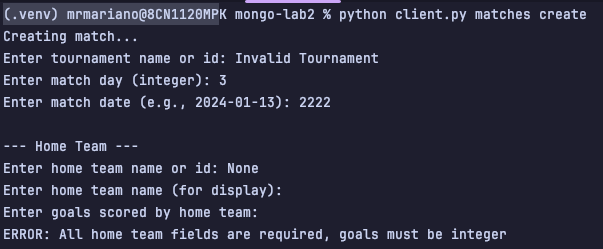 (.venv) mrmariano@8CN1120MPK mongo-lab2 % python client.py matches create
Creating match...
Enter tournament name or id: Invalid Tournament
Enter match day (integer): 3
Enter match date (e.g., 2024-01-13): 2222
--- Home Team ---
Enter home team name or id: None
Enter home team name (for display):
Enter goals scored by home team:
ERROR: All home team fields are required, goals must be integer